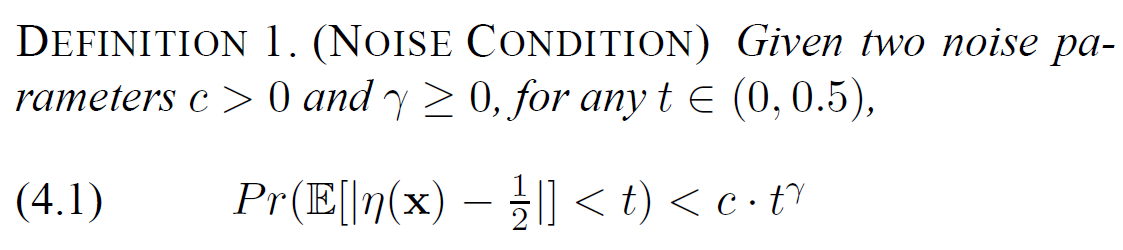 DEFINITION 1. (NOISE CONDITION) Given two noise pa-
rameters c > 0 and γ ≥ 0, for any t ∈ (0, 0.5),
(4.1) Pr(𝔼[|η(𝐱) − 1/2|] < t) < c · t^γ